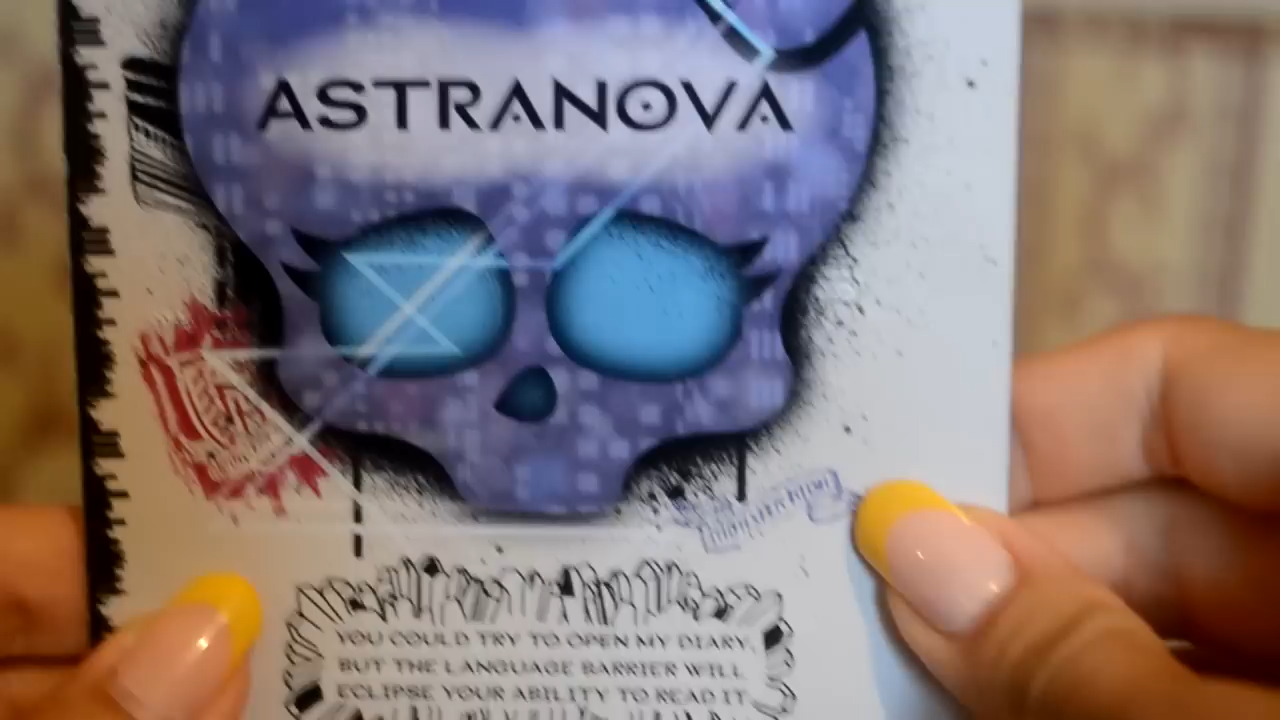 ASTRANOVA
YOU COULD TRY TO OPEN MY DIARY,
BUT THE LANGUAGE BARRIER WILL
ECLIPSE YOUR ABILITY TO READ IT